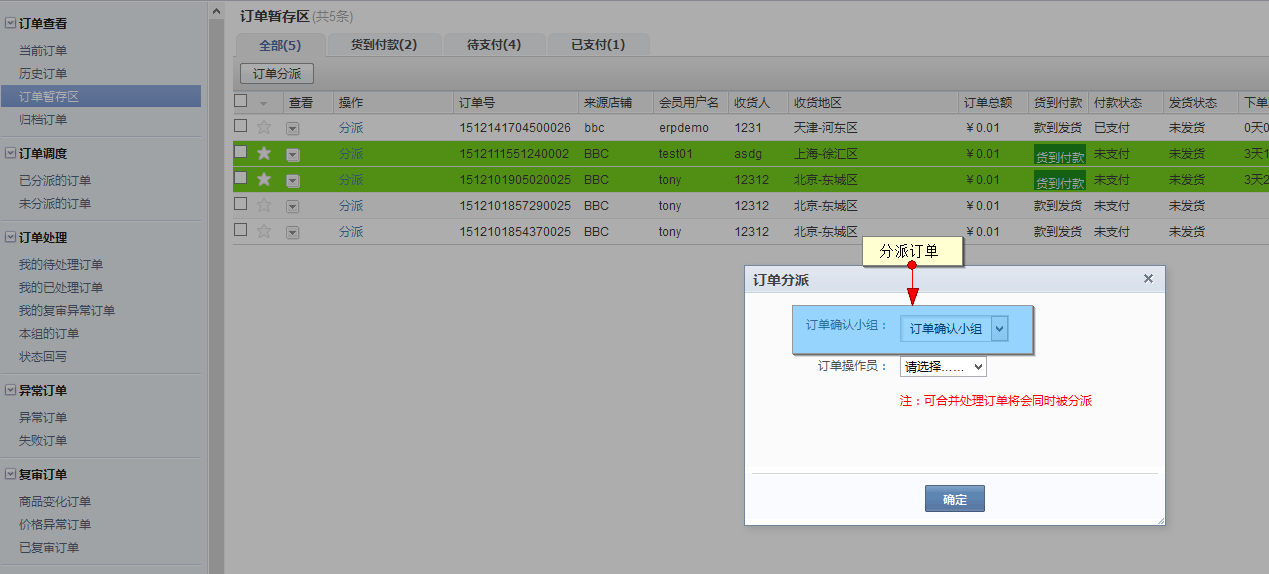 订单查看
当前订单
历史订单
订单暂存区
归档订单
订单调度
已分派的订单
未分派的订单
订单处理
我的待处理订单
我的已处理订单
我的复审异常订单
本组的订单
状态回写
异常订单
异常订单
失败订单
复审订单
商品变化订单
价格异常订单
已复审订单
订单暂存区(共5条)
全部(5) 货到付款(2) 待支付(4) 已支付(1)
订单分派
查看 操作 订单号 来源店铺 会员用户名 收货人 收货地区 订单总额 货到付款 付款状态 发货状态 下单
分派 1512141704500026 bbc erpdemo 1231 天津-河东区 ￥0.01 款到发货 已支付 未发货 0天0
分派 1512111551240002 BBC test01 asdg 上海-徐汇区 ￥0.01 货到付款 未支付 未发货 3天1
分派 1512101905020025 BBC tony 12312 北京-东城区 ￥0.01 货到付款 未支付 未发货 3天2
分派 1512101857290025 BBC tony 12312 北京-东城区 ￥0.01 款到发货 未支付 未发货
分派 1512101854370025 BBC tony 12312 北京-东城区 ￥0.01 款到发货 未支付 未发货
分派订单
订单分派
订单确认小组： 订单确认小组
订单操作员： 请选择……
注：可合并处理订单将会同时被分派
确定